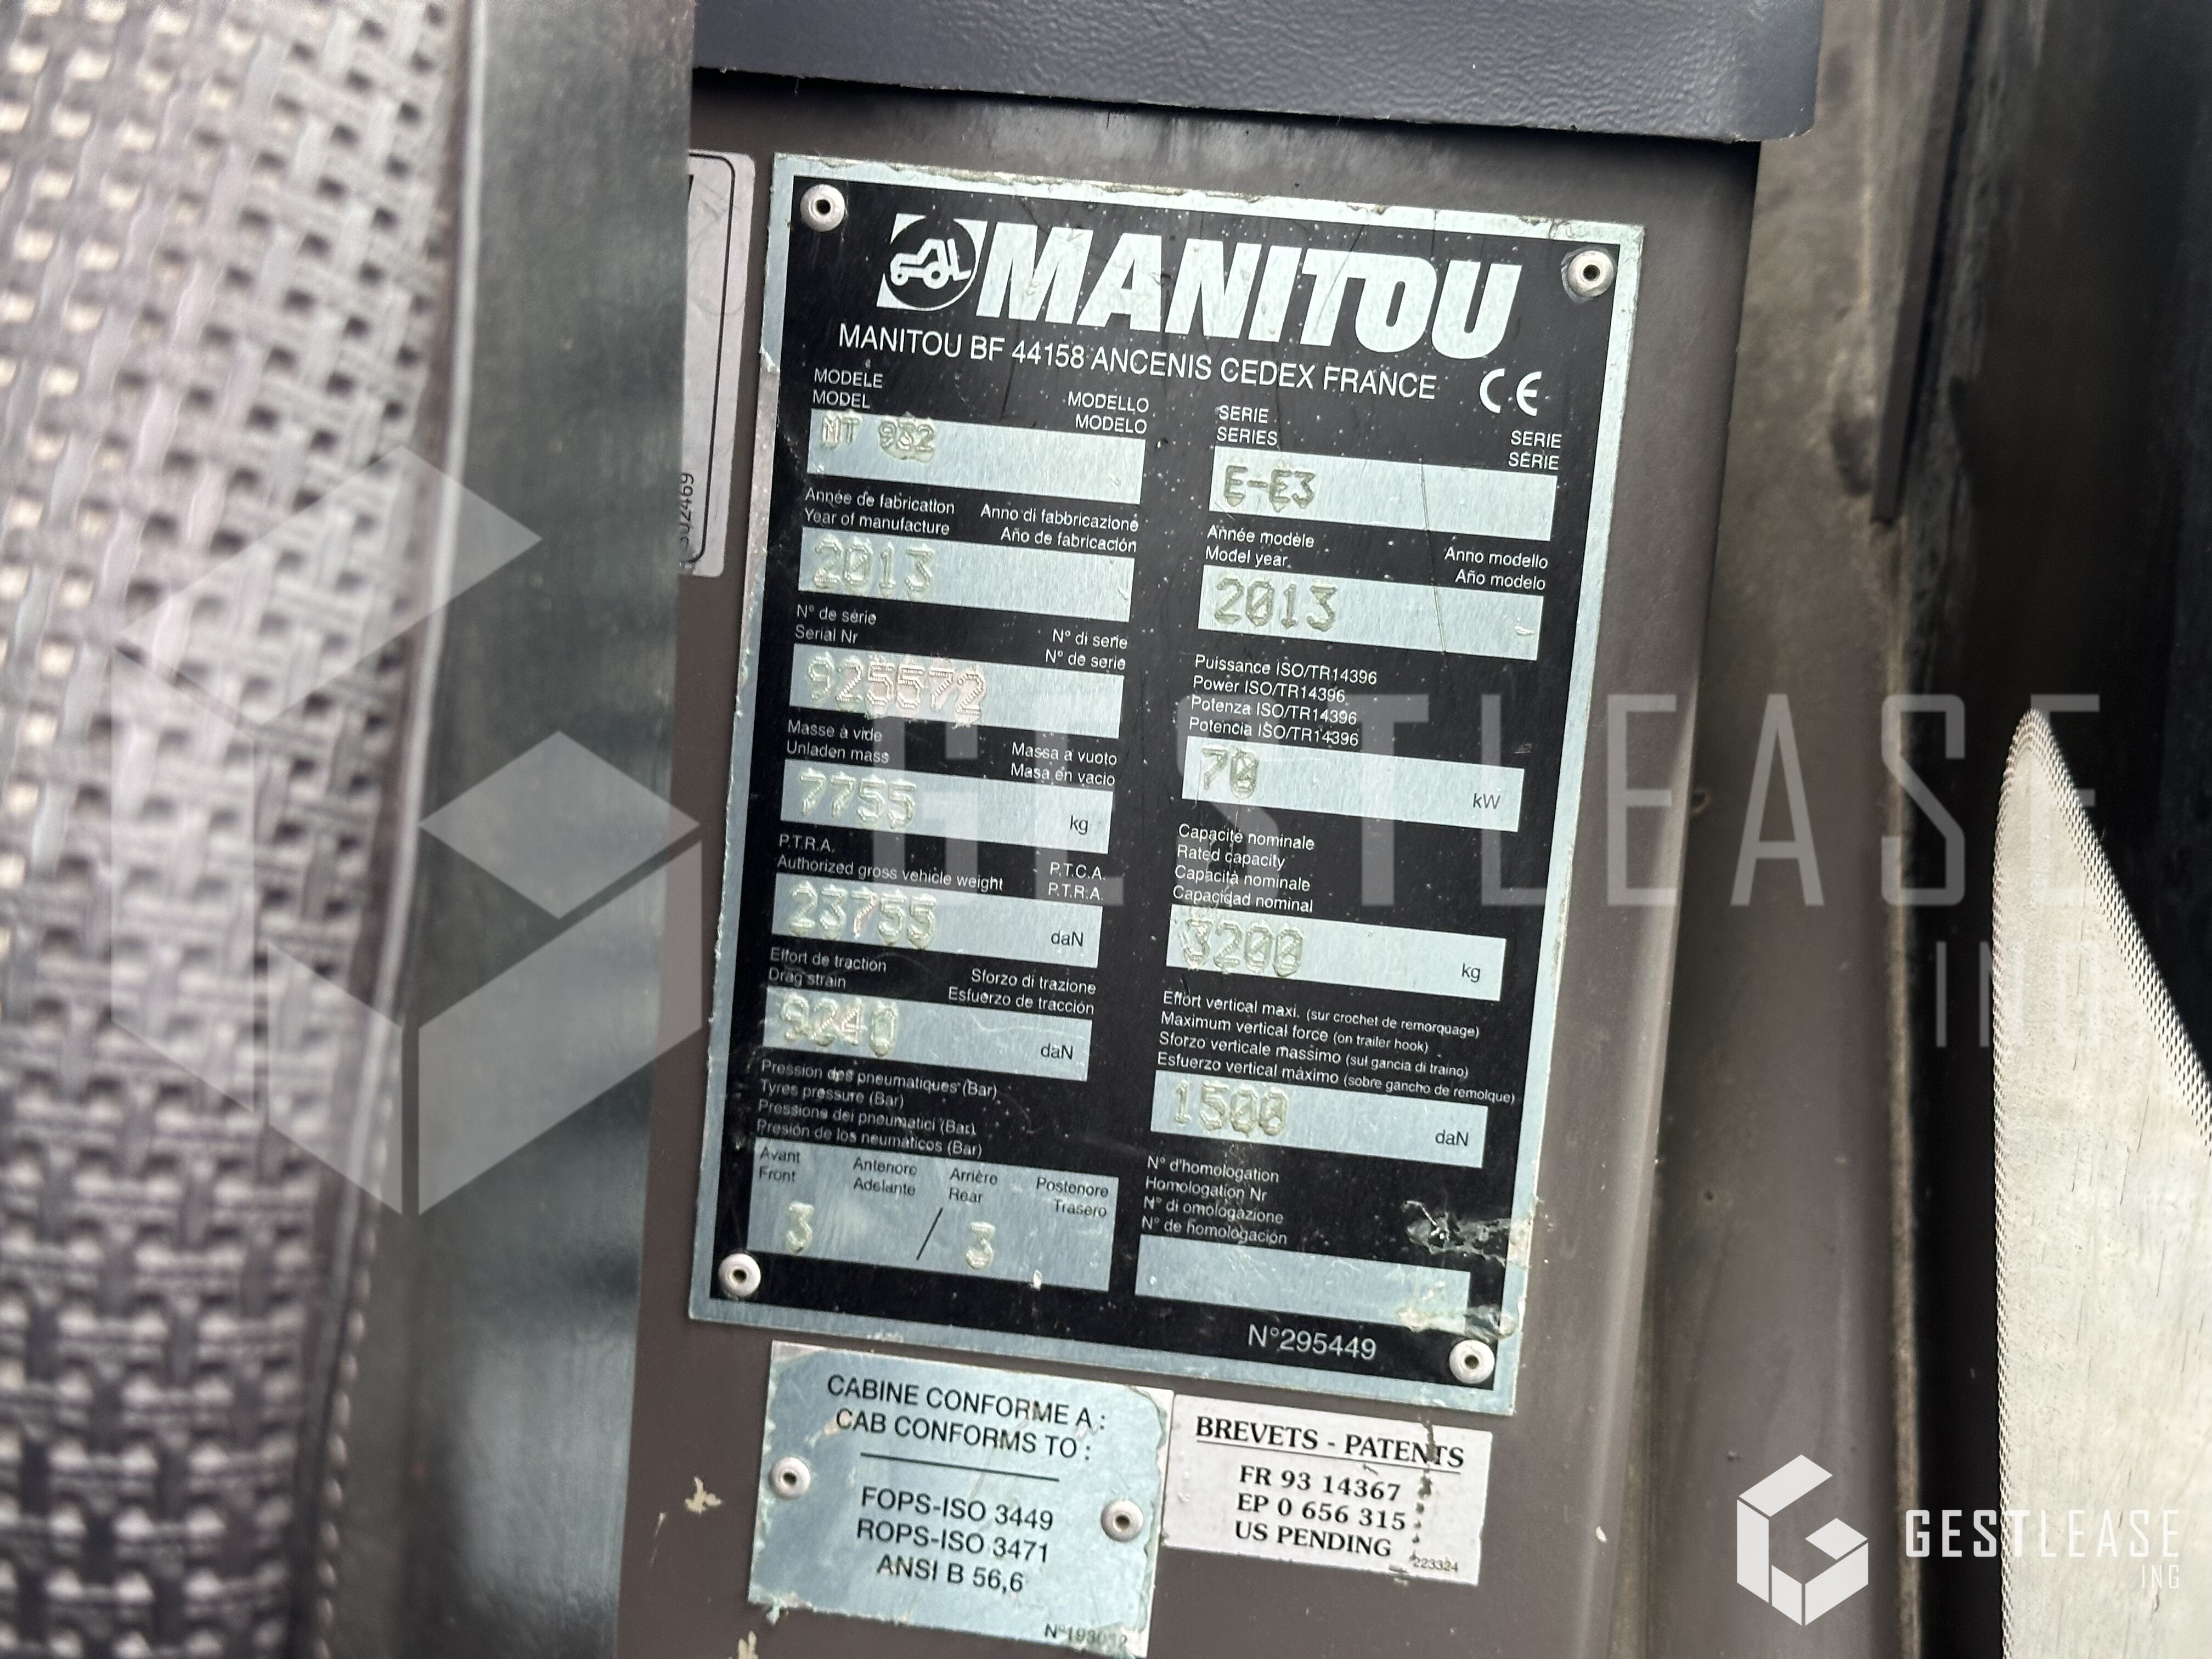 MANITOU
MANITOU BF 44158 ANCENIS CEDEX FRANCE CE
MODELE
MODEL
MODELLO
MODELO
MT 932
SERIE
SERIES
SERIE
SERIE
E-E3
Année de fabrication
Year of manufacture
Anno di fabbricazione
Año de fabricación
2013
Année modèle
Model year
Anno modello
Año modelo
2013
N° de série
Serial Nr
N° di serie
N° de serie
925572
Puissance ISO/TR14396
Power ISO/TR14396
Potenza ISO/TR14396
Potencia ISO/TR14396
70 kW
Masse à vide
Unladen mass
Massa a vuoto
Masa en vacio
7755 kg
Capacité nominale
Rated capacity
Capacità nominale
Capacidad nominal
3200 kg
P.T.R.A.
Authorized gross vehicle weight
P.T.C.A.
P.T.R.A.
23755 daN
Effort de traction
Drag strain
Sforzo di trazione
Esfuerzo de tracción
9240 daN
Effort vertical maxi. (sur crochet de remorquage)
Maximum vertical force (on trailer hook)
Sforzo verticale massimo (sul gancia di traino)
Esfuerzo vertical máximo (sobre gancho de remolque)
1500 daN
Pression des pneumatiques (Bar)
Tyres pressure (Bar)
Pressions dei pneumatici (Bar)
Presión de los neumáticos (Bar)
Avant
Front
Anteriore
Adelante
Arrière
Rear
Posteriore
Trasero
3 / 3
N° d'homologation
Homologation Nr
N° di omologazione
N° de homologación
N°295449
CABINE CONFORME A :
CAB CONFORMS TO :
FOPS-ISO 3449
ROPS-ISO 3471
ANSI B 56,6
BREVETS - PATENTS
FR 93 14367
EP 0 656 315
US PENDING
223324
GESTLEASE
ING
GESTLEASE
ING